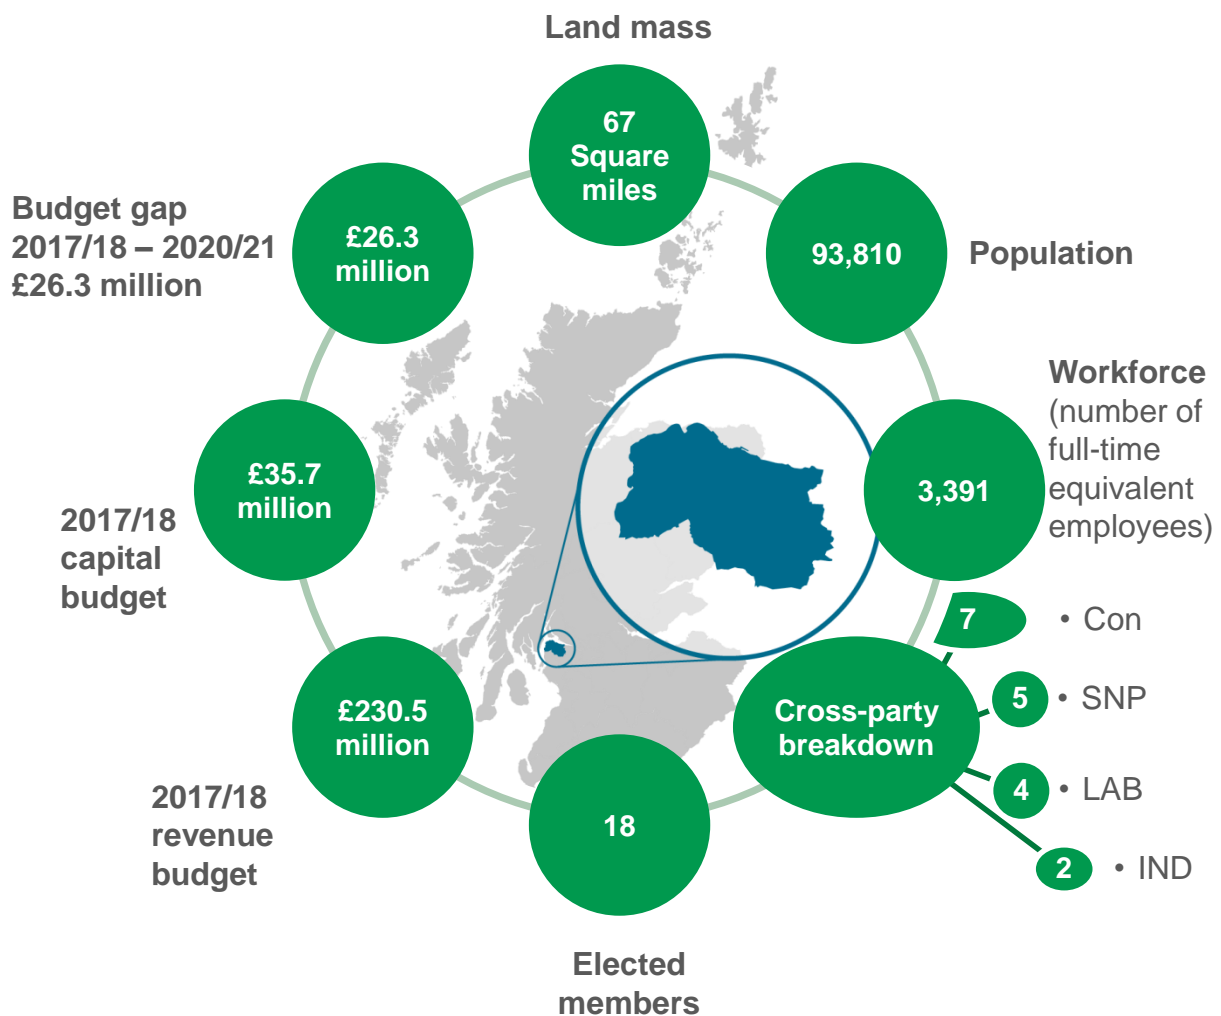 Land mass
67
Square
miles
Budget gap
2017/18 – 2020/21
£26.3 million
£26.3
million
93,810
Population
Workforce
(number of
full-time
equivalent
employees)
3,391
£35.7
million
2017/18
capital
budget
7
• Con
5
• SNP
4
• LAB
2
• IND
Cross-party
breakdown
£230.5
million
2017/18
revenue
budget
18
Elected
members